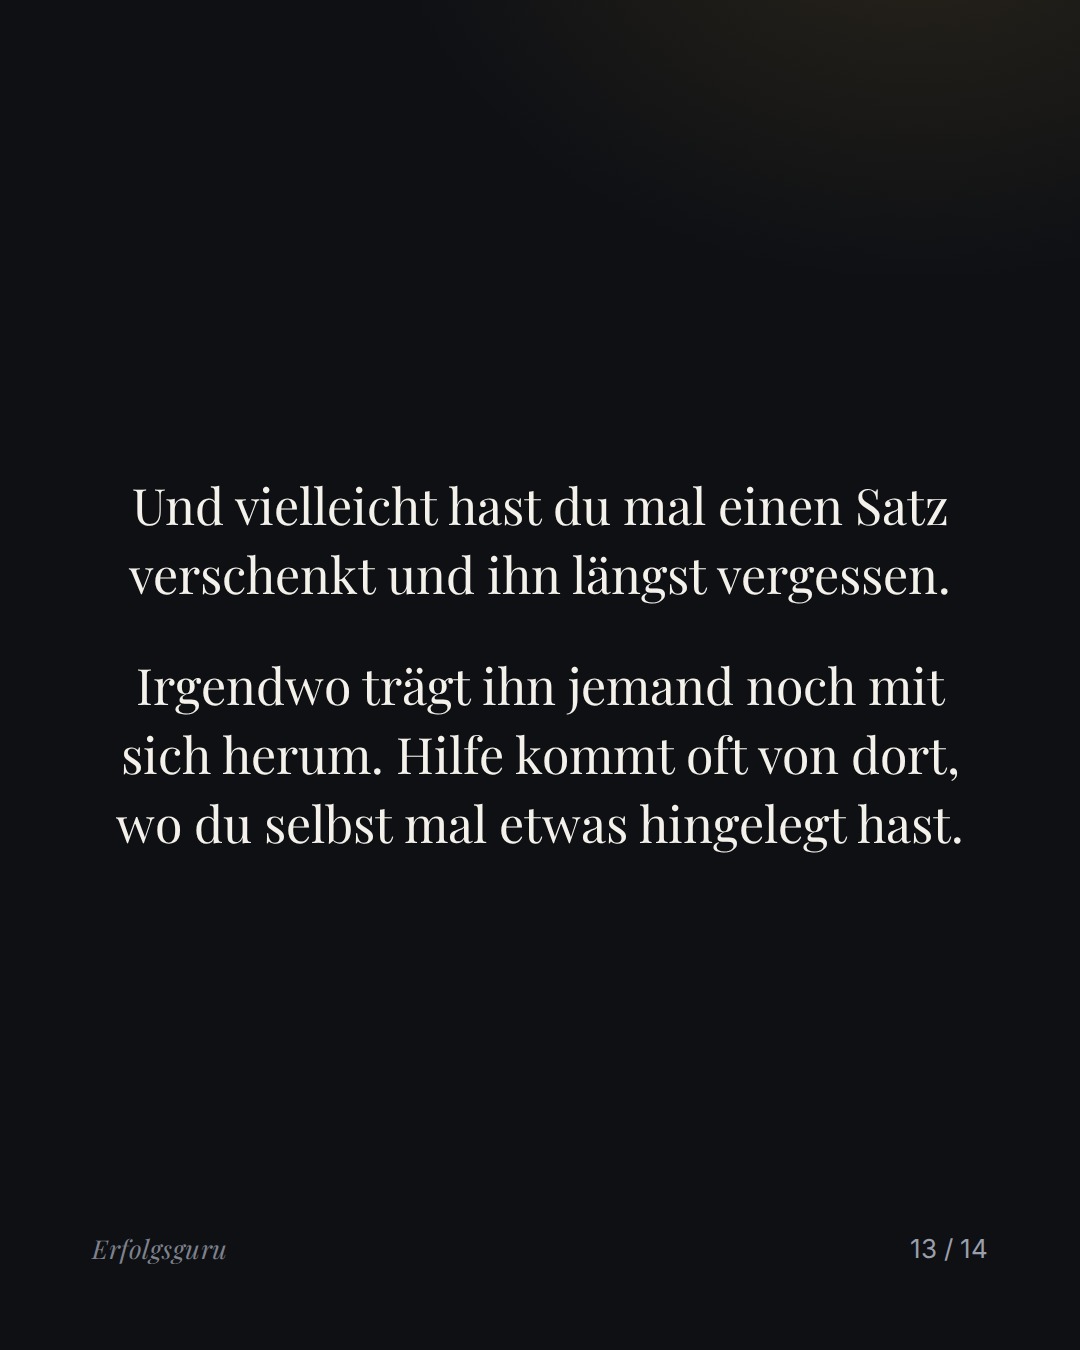 Und vielleicht hast du mal einen Satz
verschenkt und ihn längst vergessen.
Irgendwo trägt ihn jemand noch mit
sich herum. Hilfe kommt oft von dort,
wo du selbst mal etwas hingelegt hast.
Erfolgsguru
13 / 14